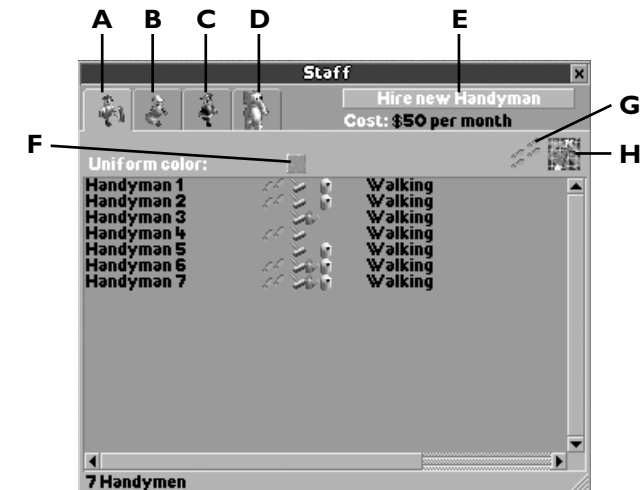 A B C D E
Staff
Hire new Handyman
G
Cost: $50 per month
F
H
Uniform color:
Handyman 1 Walking
Handyman 2 Walking
Handyman 3 Walking
Handyman 4 Walking
Handyman 5 Walking
Handyman 6 Walking
Handyman 7 Walking
7 Handymen